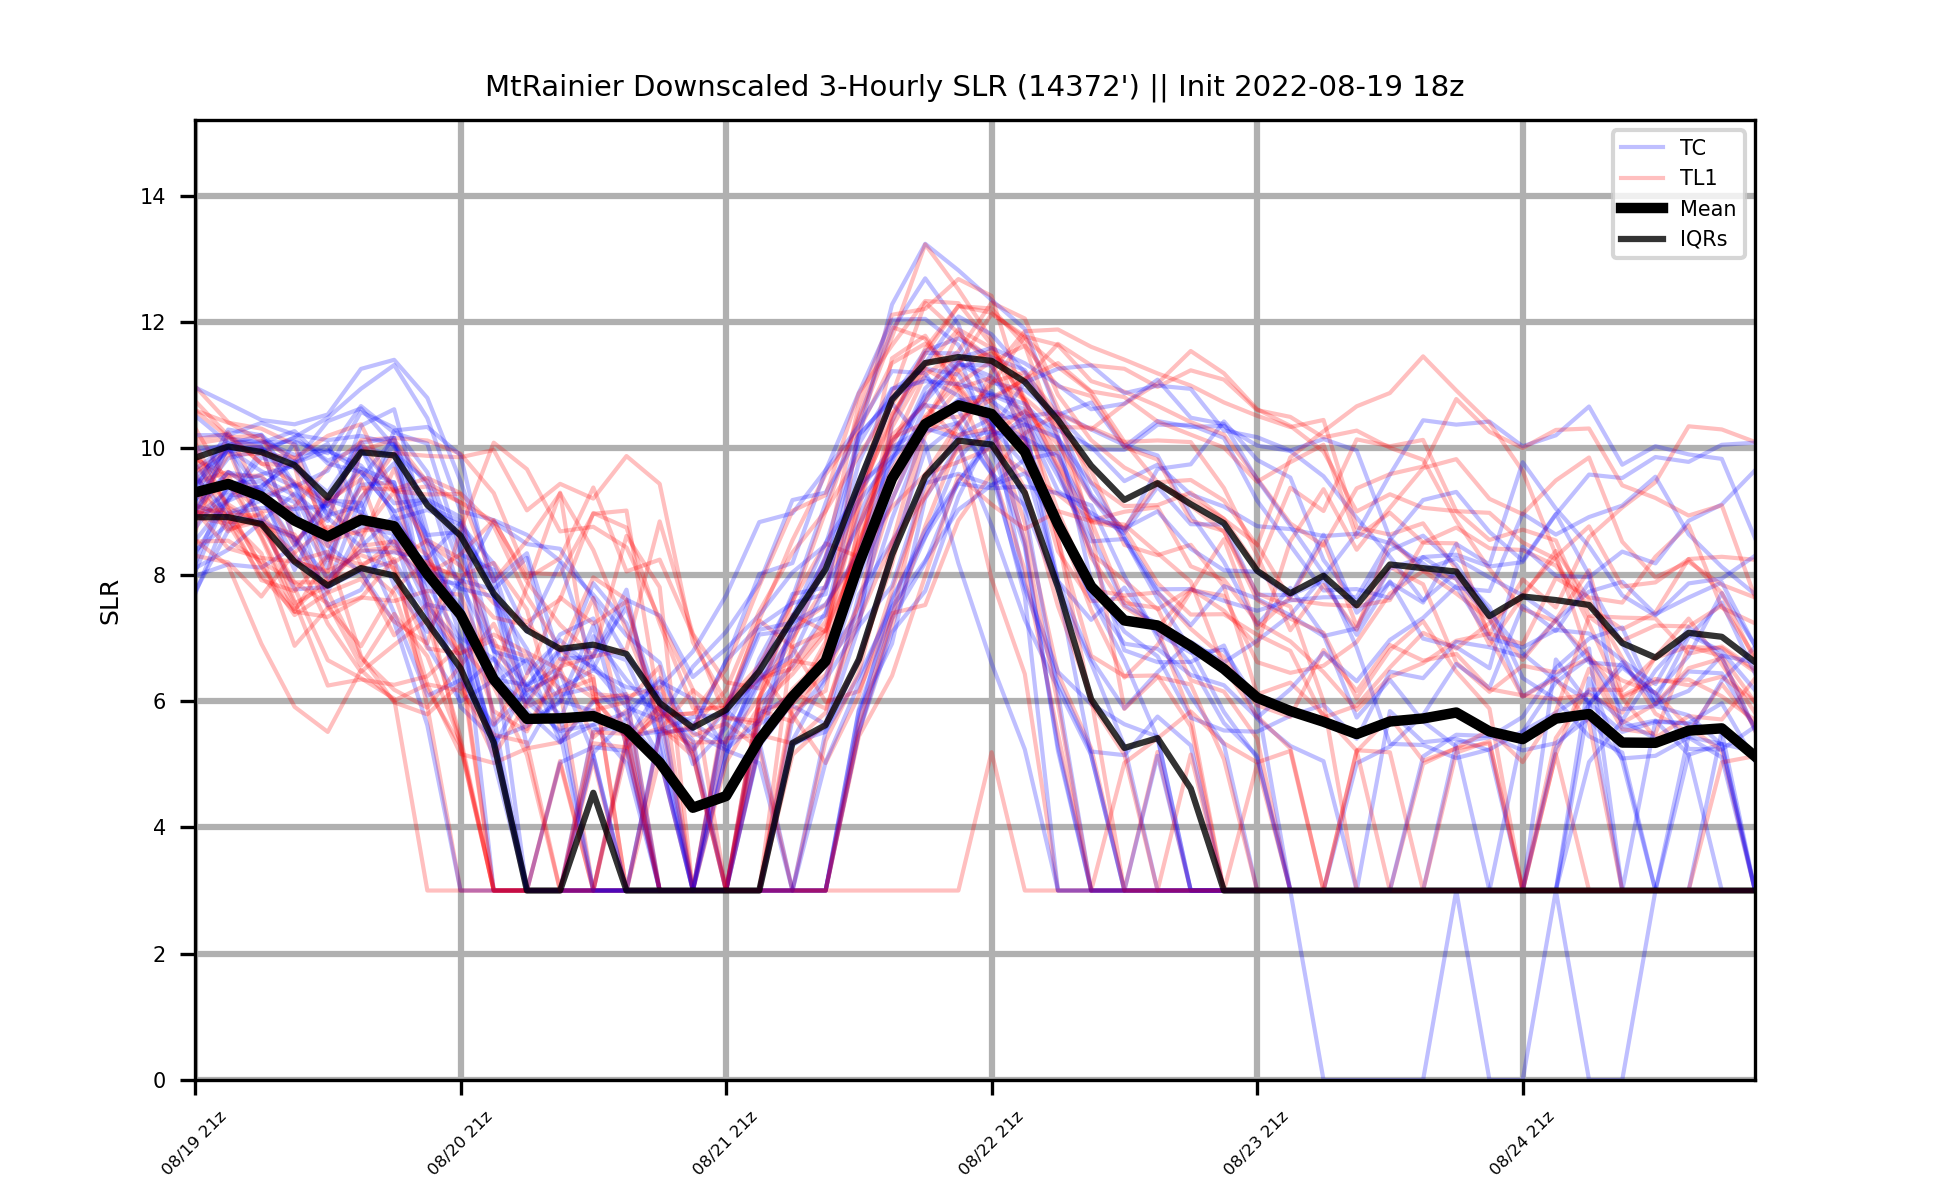 MtRainier Downscaled 3-Hourly SLR (14372') || Init 2022-08-19 18z
TC
TL1
Mean
IQRs
SLR
14
12
10
8
6
4
2
0
08/19 21z
08/20 21z
08/21 21z
08/22 21z
08/23 21z
08/24 21z